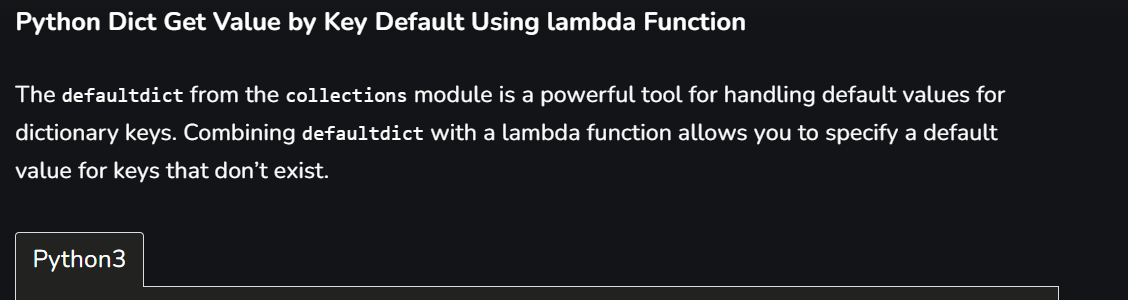 Python Dict Get Value by Key Default Using lambda Function
The defaultdict from the collections module is a powerful tool for handling default values for
dictionary keys. Combining defaultdict with a lambda function allows you to specify a default
value for keys that don’t exist.
Python3